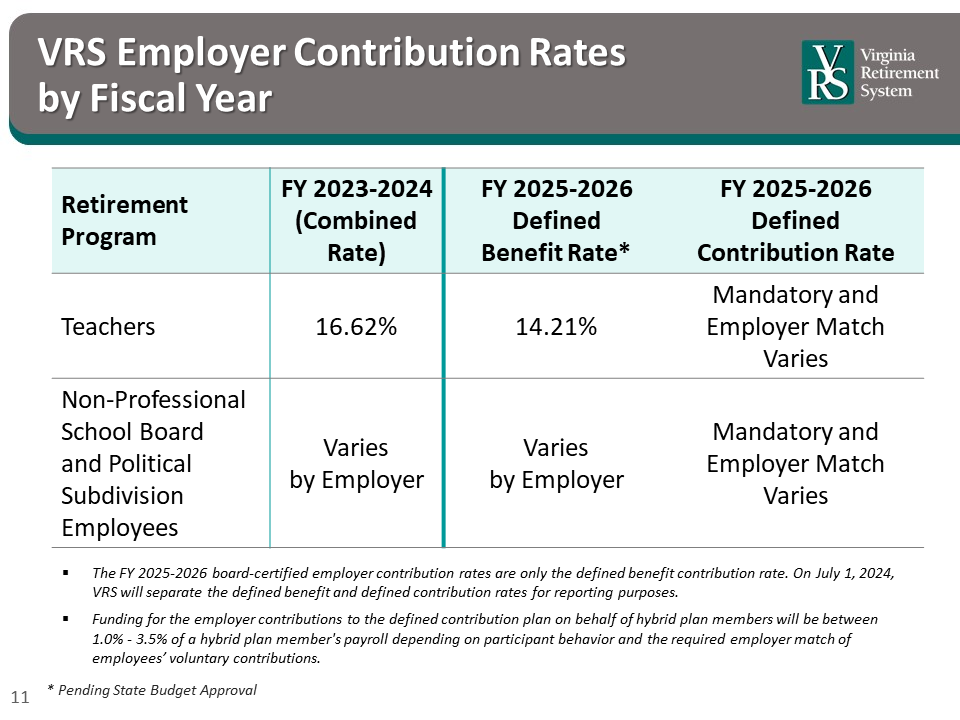 VRS Employer Contribution Rates
by Fiscal Year
VRS
Virginia
Retirement
System
Retirement
Program
FY 2023-2024
(Combined
Rate)
FY 2025-2026
Defined
Benefit Rate*
FY 2025-2026
Defined
Contribution Rate
Teachers
16.62%
14.21%
Mandatory and
Employer Match
Varies
Non-Professional
School Board
and Political
Subdivision
Employees
Varies
by Employer
Varies
by Employer
Mandatory and
Employer Match
Varies
▪ The FY 2025-2026 board-certified employer contribution rates are only the defined benefit contribution rate. On July 1, 2024,
VRS will separate the defined benefit and defined contribution rates for reporting purposes.
▪ Funding for the employer contributions to the defined contribution plan on behalf of hybrid plan members will be between
1.0% - 3.5% of a hybrid plan member's payroll depending on participant behavior and the required employer match of
employees’ voluntary contributions.
* Pending State Budget Approval
11